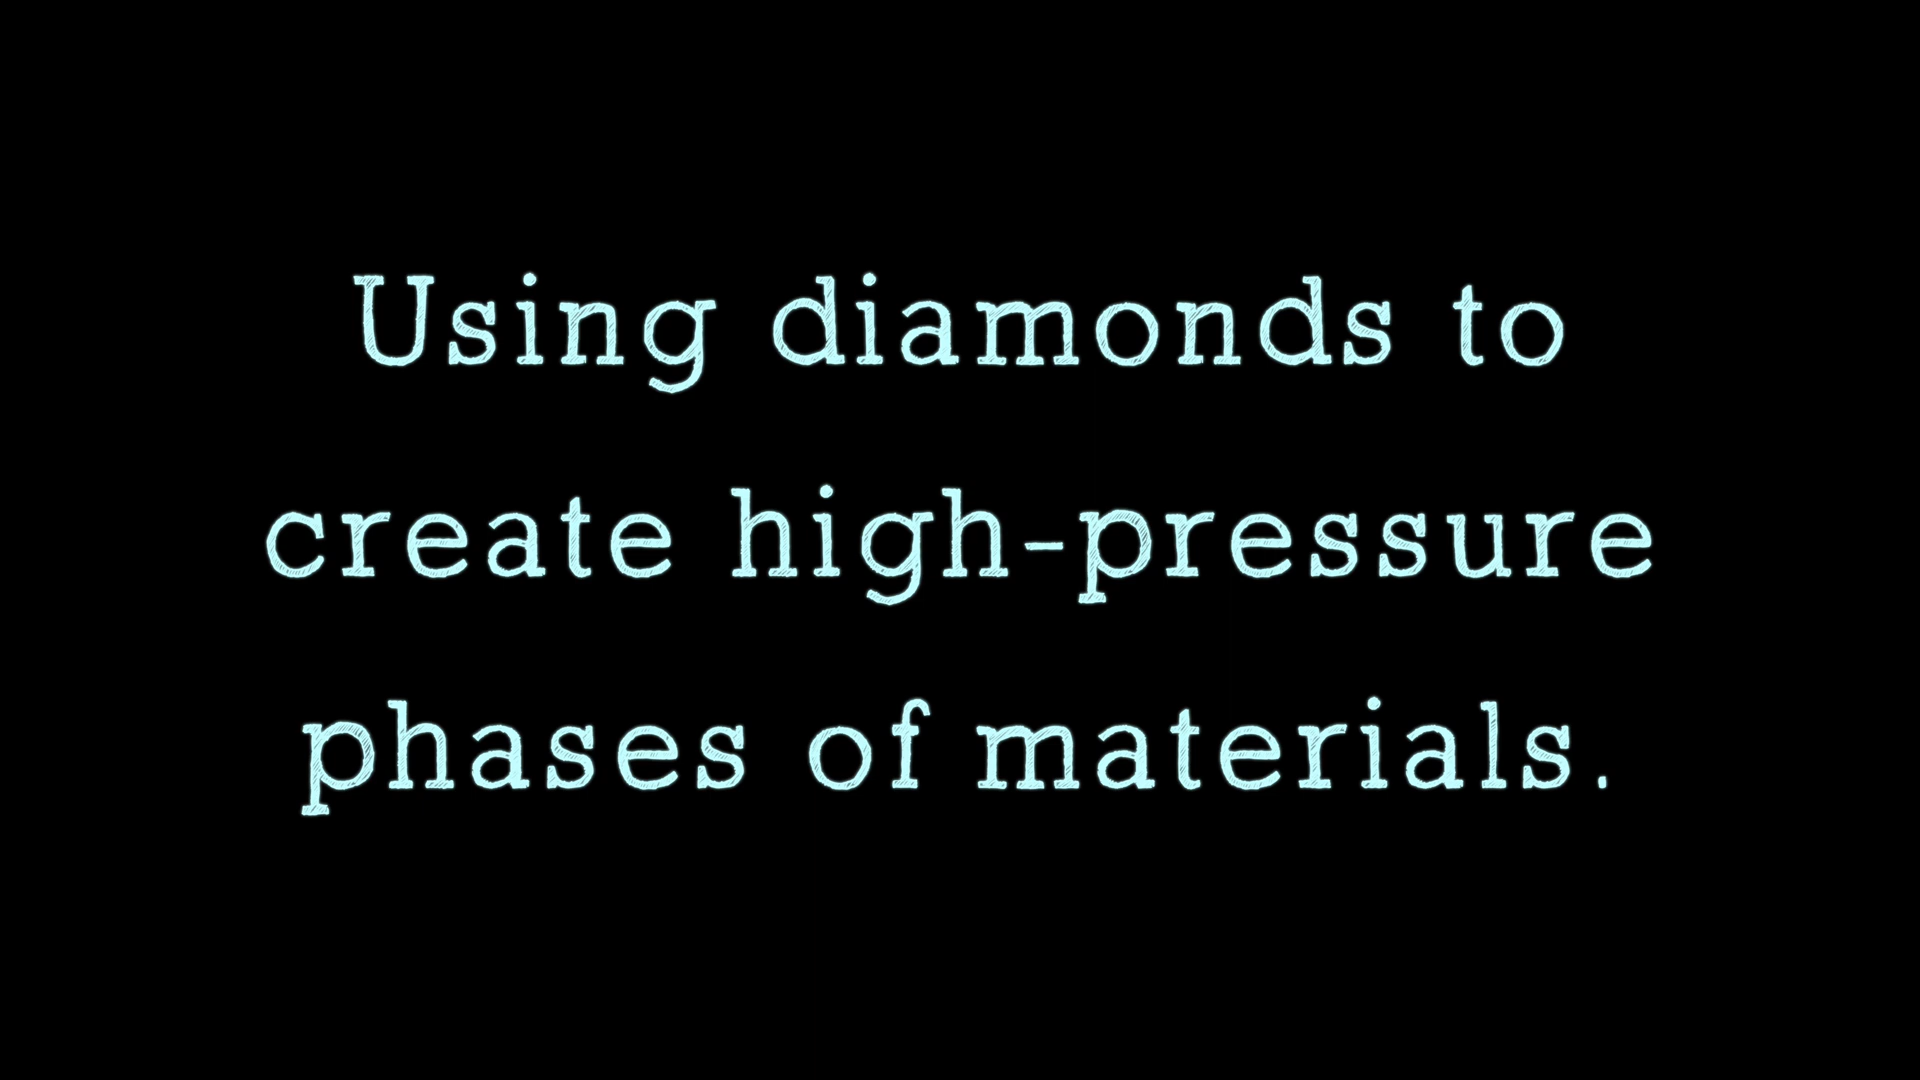 Using diamonds to
create high-pressure
phases of materials.